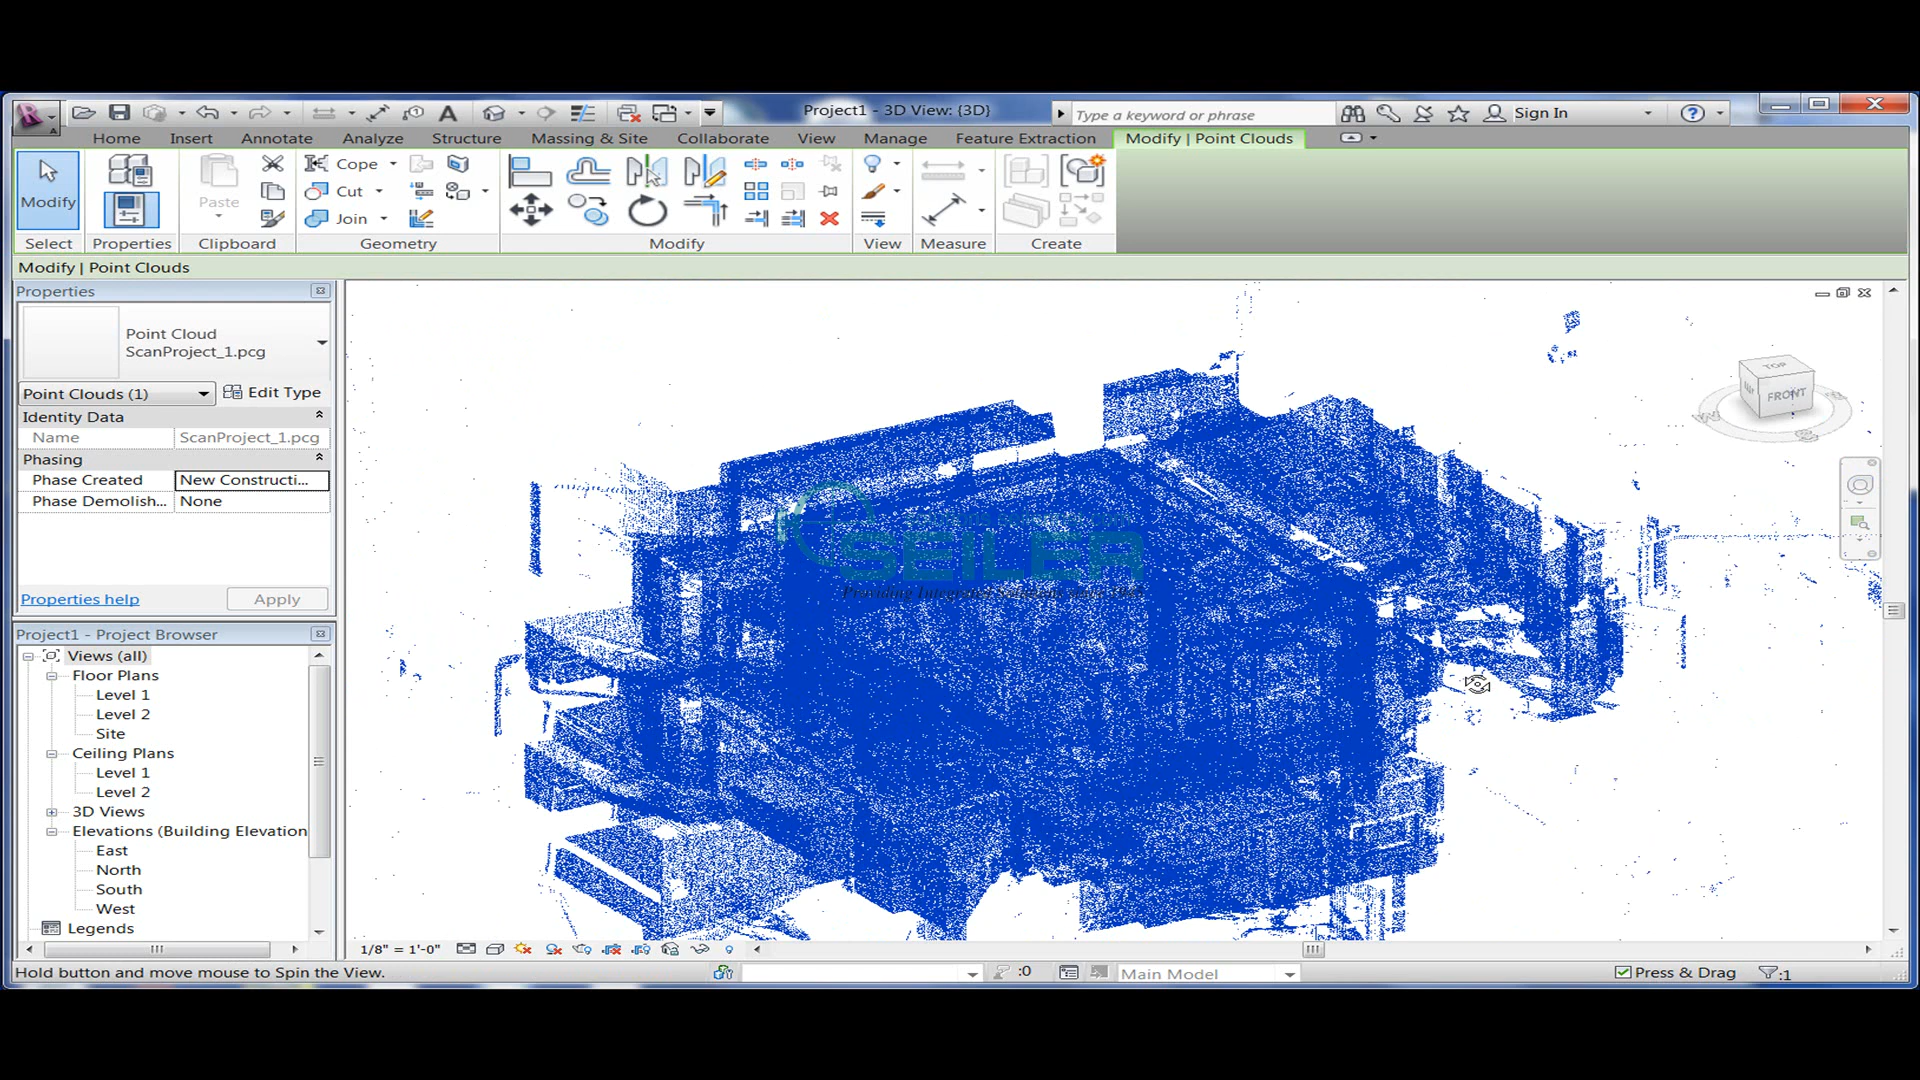 Project1 - 3D View: {3D}
Type a keyword or phrase
Sign In
Home Insert Annotate Analyze Structure Massing & Site Collaborate View Manage Feature Extraction Modify | Point Clouds
Modify
Paste
Cope
Cut
Join
Select Properties Clipboard Geometry Modify View Measure Create
Modify | Point Clouds
Properties
Point Cloud
ScanProject_1.pcg
Point Clouds (1) Edit Type
Identity Data
Name ScanProject_1.pcg
Phasing
Phase Created New Constructi...
Phase Demolish... None
Properties help Apply
Project1 - Project Browser
Views (all)
Floor Plans
Level 1
Level 2
Site
Ceiling Plans
Level 1
Level 2
3D Views
Elevations (Building Elevation
East
North
South
West
Legends
TOP
FRONT
SEILER
Providing Integrated Solutions since 1945
1/8" = 1'-0"
Hold button and move mouse to Spin the View.
:0
Main Model
Press & Drag
:1